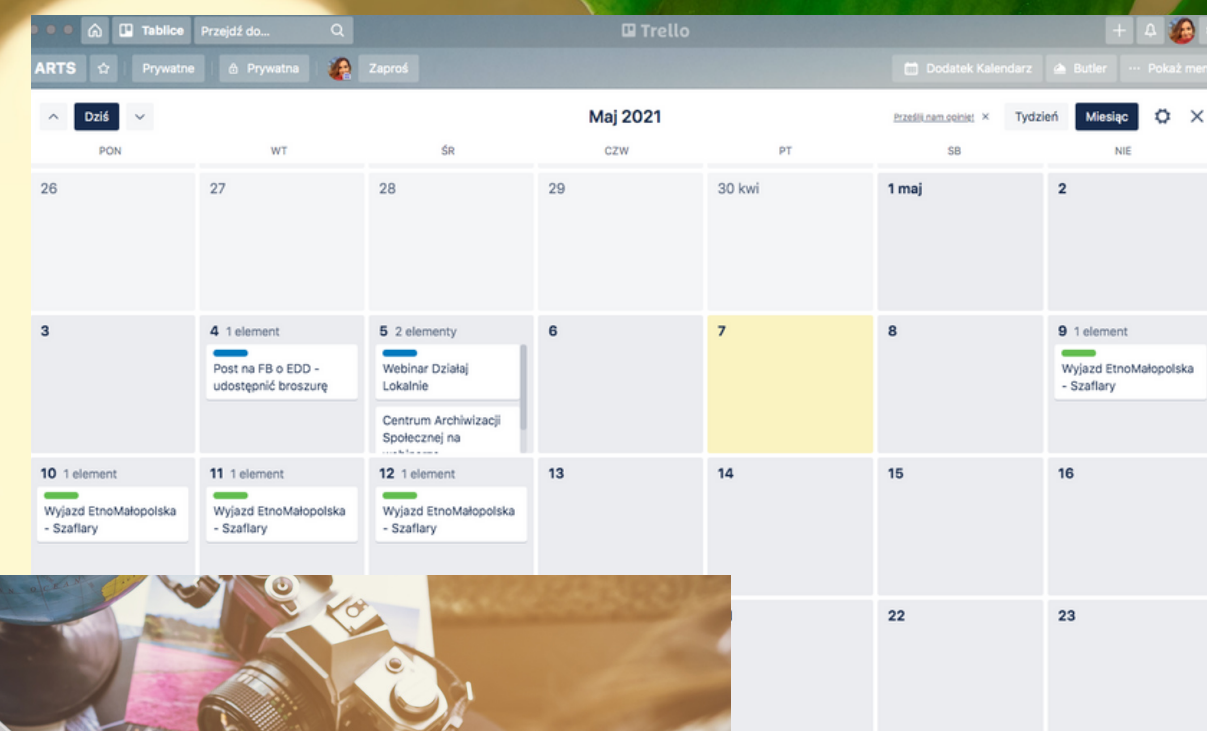 Tablice Przejdź do... Trello
ARTS Prywatne Prywatna Zaproś Dodatek Kalendarz Butler ··· Pokaż men
Dziś Maj 2021 Prześlij nam opinię! × Tydzień Miesiąc
PON WT ŚR CZW PT SB NIE
26 27 28 29 30 kwi 1 maj 2
3 4 1 element 5 2 elementy 6 7 8 9 1 element
Post na FB o EDD -
udostępnić broszurę
Webinar Działaj
Lokalnie
Centrum Archiwizacji
Społecznej na
Wyjazd EtnoMałopolska
- Szaflary
10 1 element 11 1 element 12 1 element 13 14 15 16
Wyjazd EtnoMałopolska
- Szaflary
Wyjazd EtnoMałopolska
- Szaflary
Wyjazd EtnoMałopolska
- Szaflary
22 23